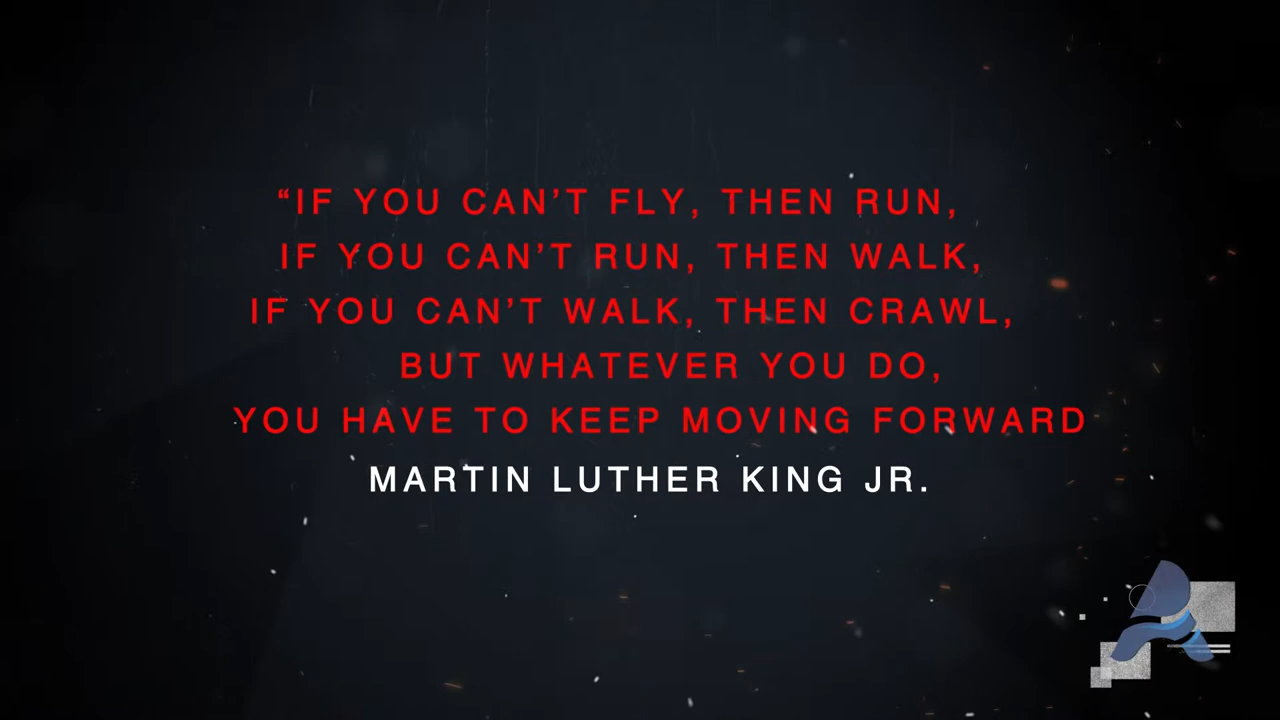 “IF YOU CAN’T FLY, THEN RUN,
IF YOU CAN’T RUN, THEN WALK,
IF YOU CAN’T WALK, THEN CRAWL,
BUT WHATEVER YOU DO,
YOU HAVE TO KEEP MOVING FORWARD
MARTIN LUTHER KING JR.